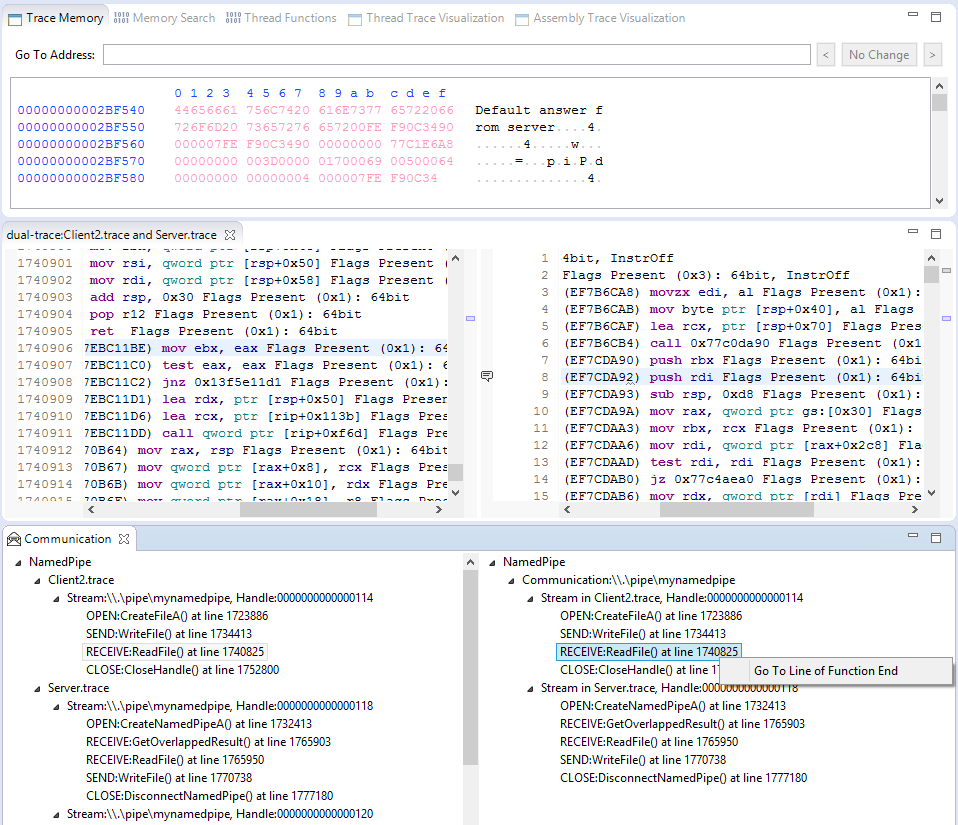 Trace Memory Memory Search Thread Functions Thread Trace Visualization Assembly Trace Visualization
Go To Address: < No Change >
0 1 2 3 4 5 6 7 8 9 a b c d e f
00000000002BF540 44656661 756C7420 616E7377 65722066 Default answer f
00000000002BF550 726F6D20 73657276 657200FE F90C3490 rom server....4.
00000000002BF560 000007FE F90C3490 00000000 77C1E6A8 ......4.....w...
00000000002BF570 00000000 003D0000 01700069 00500064 .....=...p.i.P.d
00000000002BF580 00000000 00000004 000007FE F90C34 ..............4.
dual-trace:Client2.trace and Server.trace
1740901 mov rsi, qword ptr [rsp+0x50] Flags Present (
1740902 mov rdi, qword ptr [rsp+0x58] Flags Present (
1740903 add rsp, 0x30 Flags Present (0x1): 64bit
1740904 pop r12 Flags Present (0x1): 64bit
1740905 ret Flags Present (0x1): 64bit
1740906 7EBC11BE) mov ebx, eax Flags Present (0x1): 64
1740907 7EBC11C0) test eax, eax Flags Present (0x1): 6
1740908 7EBC11C2) jnz 0x13f5e11d1 Flags Present (0x1):
1740909 7EBC11D1) lea rdx, ptr [rsp+0x50] Flags Present
1740910 7EBC11D6) lea rcx, ptr [rip+0x113b] Flags Pre
1740911 7EBC11DD) call qword ptr [rip+0xf6d] Flags Pre
1740912 70B64) mov rax, rsp Flags Present (0x1): 64bit
1740913 70B67) mov qword ptr [rax+0x8], rcx Flags Pres
1740914 70B6B) mov qword ptr [rax+0x10], rdx Flags Pre
1740915 70B6F) mov qword ptr [rax+0x18], r8 Flags Pres
1 4bit, InstrOff
2 Flags Present (0x3): 64bit, InstrOff
3 (EF7B6CA8) movzx edi, al Flags Present (0x1):
4 (EF7B6CAB) mov byte ptr [rsp+0x40], al Flags
5 (EF7B6CAF) lea rcx, ptr [rsp+0x70] Flags Pres
6 (EF7B6CB4) call 0x77c0da90 Flags Present (0x1
7 (EF7CDA90) push rbx Flags Present (0x1): 64bi
8 (EF7CDA92) push rdi Flags Present (0x1): 64bi
9 (EF7CDA93) sub rsp, 0xd8 Flags Present (0x1):
10 (EF7CDA9A) mov rax, qword ptr gs:[0x30] Flags
11 (EF7CDAA3) mov rbx, rcx Flags Present (0x1):
12 (EF7CDAA6) mov rdi, qword ptr [rax+0x2c8] Fla
13 (EF7CDAAD) test rdi, rdi Flags Present (0x1):
14 (EF7CDAB0) jz 0x77c4aea0 Flags Present (0x1):
15 (EF7CDAB6) mov rdx, qword ptr [rdi] Flags Pre
Communication
NamedPipe
Client2.trace
Stream:\\.\pipe\mynamedpipe, Handle:0000000000000114
OPEN:CreateFileA() at line 1723886
SEND:WriteFile() at line 1734413
RECEIVE:ReadFile() at line 1740825
CLOSE:CloseHandle() at line 1752800
Server.trace
Stream:\\.\pipe\mynamedpipe, Handle:0000000000000118
OPEN:CreateNamedPipeA() at line 1732413
RECEIVE:GetOverlappedResult() at line 1765903
RECEIVE:ReadFile() at line 1765950
SEND:WriteFile() at line 1770738
CLOSE:DisconnectNamedPipe() at line 1777180
Stream:\\.\pipe\mynamedpipe, Handle:0000000000000120
NamedPipe
Communication:\\.\pipe\mynamedpipe
Stream in Client2.trace, Handle:0000000000000114
OPEN:CreateFileA() at line 1723886
SEND:WriteFile() at line 1734413
RECEIVE:ReadFile() at line 1740825
CLOSE:CloseHandle() at line 17
Go To Line of Function End
Stream in Server.trace, Handle:0000000000000118
OPEN:CreateNamedPipeA() at line 1732413
RECEIVE:GetOverlappedResult() at line 1765903
RECEIVE:ReadFile() at line 1765950
SEND:WriteFile() at line 1770738
CLOSE:DisconnectNamedPipe() at line 1777180